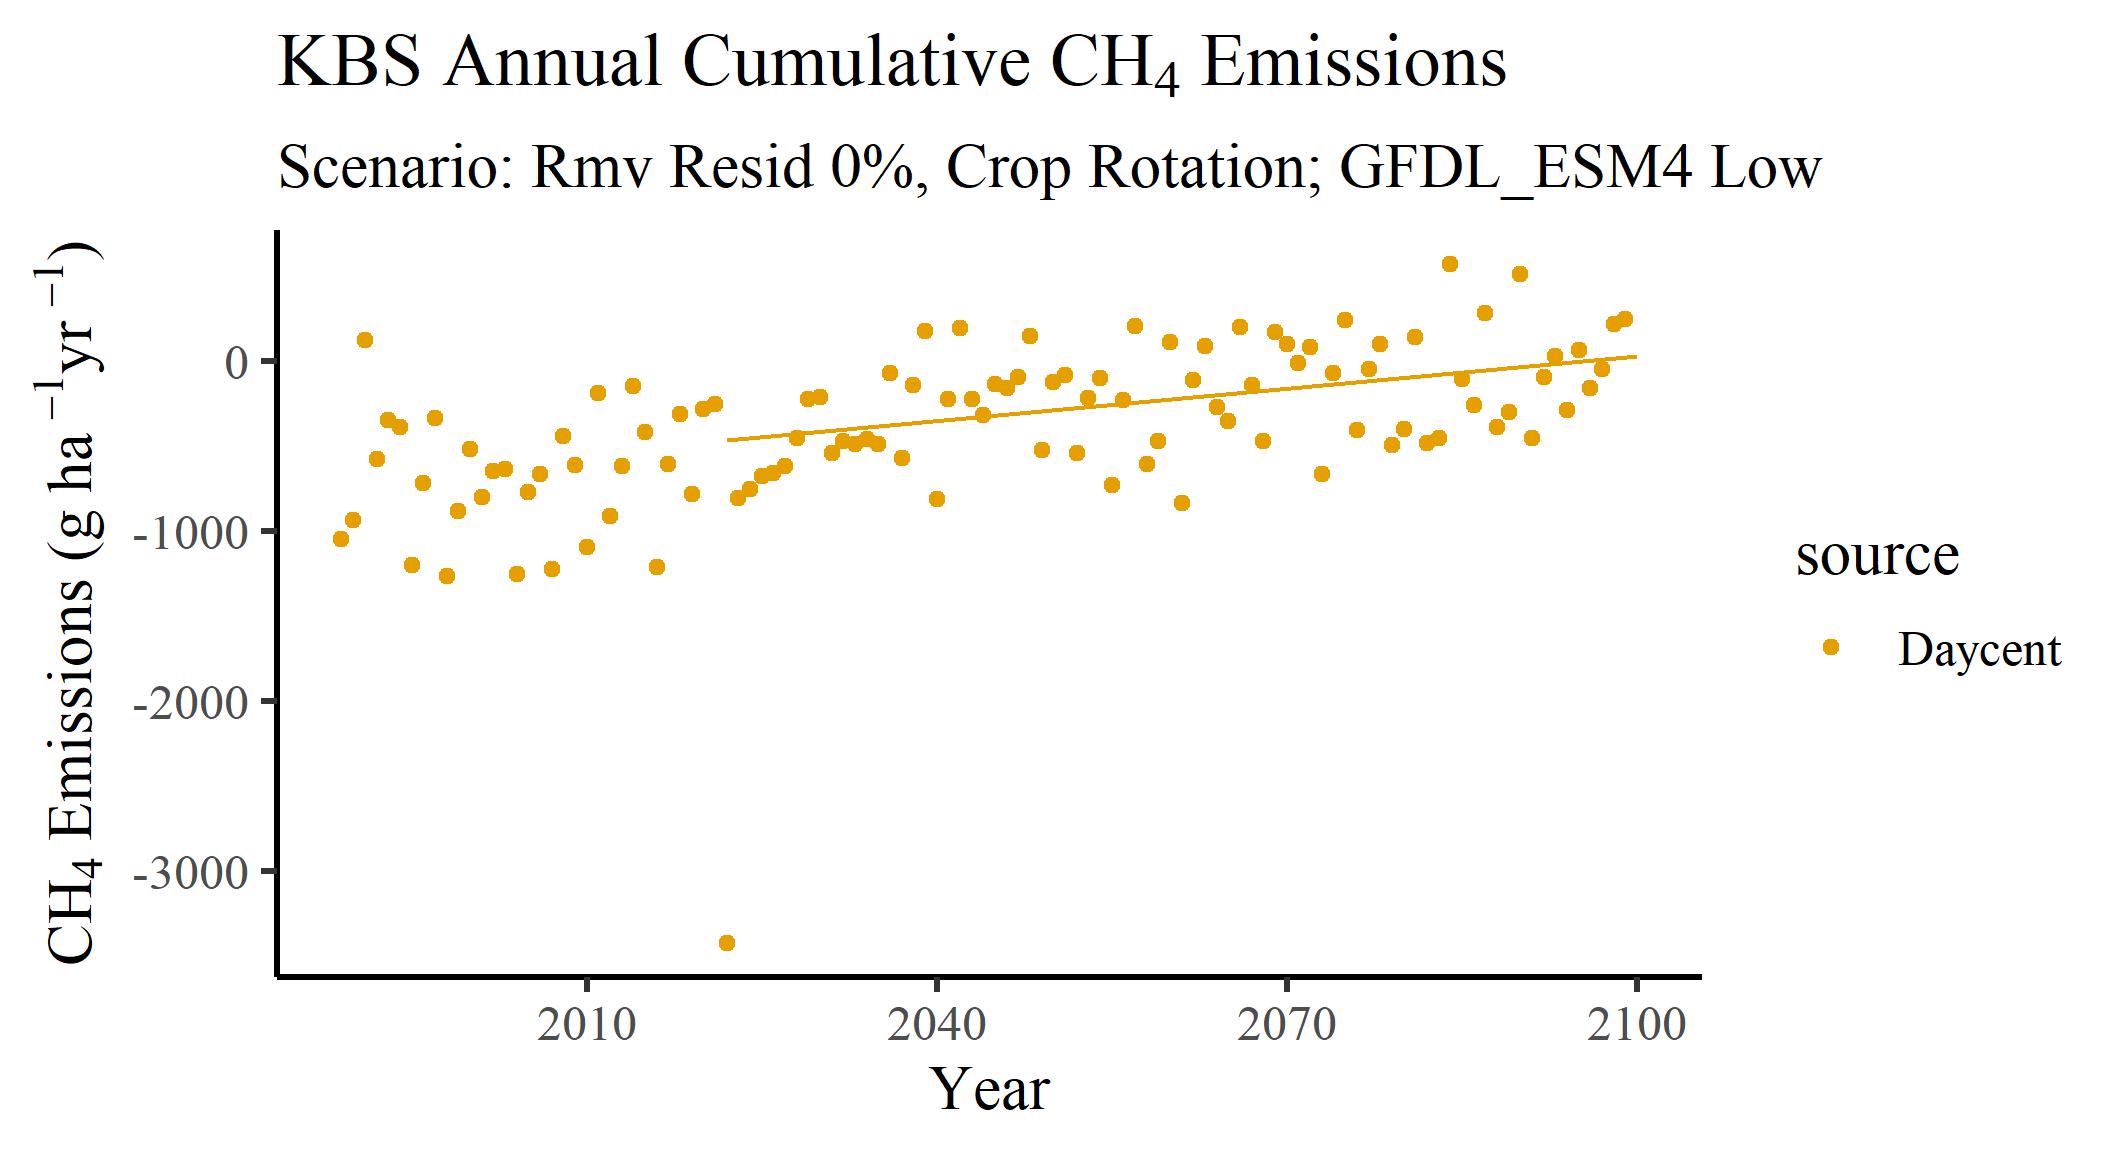 KBS Annual Cumulative CH₄ Emissions
Scenario: Rmv Resid 0%, Crop Rotation; GFDL_ESM4 Low
CH₄ Emissions (g ha ⁻¹yr ⁻¹)
0
-1000
-2000
-3000
2010 2040 2070 2100
Year
source
Daycent